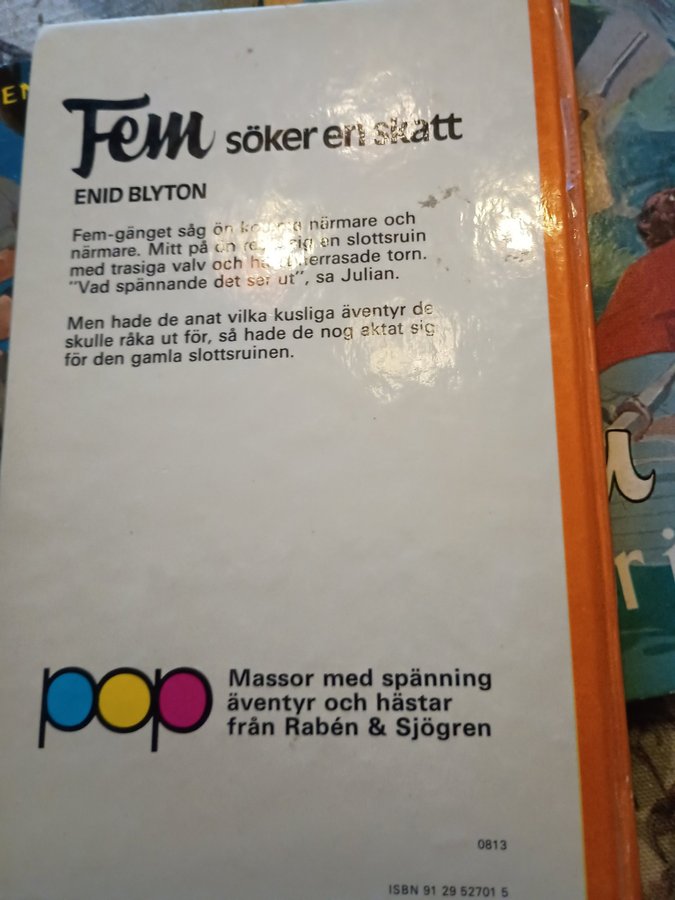 EN
Fem söker en skatt
ENID BLYTON
Fem-gänget såg ön komma närmare och
närmare. Mitt på en slottsruin
med trasiga valv och torn.
"Vad spännande det ser ut", sa Julian.
Men hade de anat vilka kusliga äventyr de
skulle råka ut för, så hade de nog aktat sig
för den gamla slottsruinen.
pop
Massor med spänning
äventyr och hästar
från Rabén & Sjögren
0813
ISBN 91 29 52701 5
a
ri